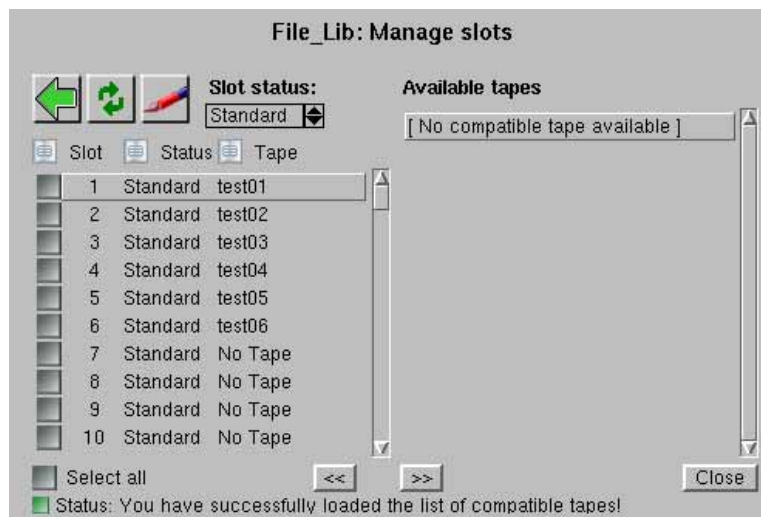 File_Lib: Manage slots
Slot status:
Standard
Available tapes
[ No compatible tape available ]
Slot Status Tape
1 Standard test01
2 Standard test02
3 Standard test03
4 Standard test04
5 Standard test05
6 Standard test06
7 Standard No Tape
8 Standard No Tape
9 Standard No Tape
10 Standard No Tape
Select all << >> Close
Status: You have successfully loaded the list of compatible tapes!